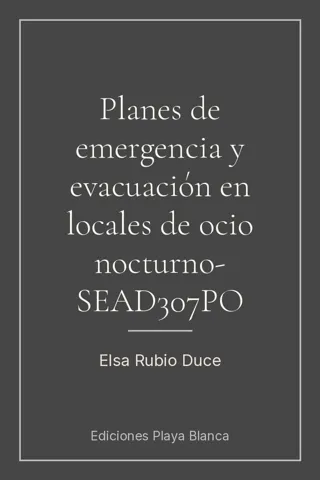 Planes de
emergencia y
evacuación en
locales de ocio
nocturno-
SEAD307PO
Elsa Rubio Duce
Ediciones Playa Blanca